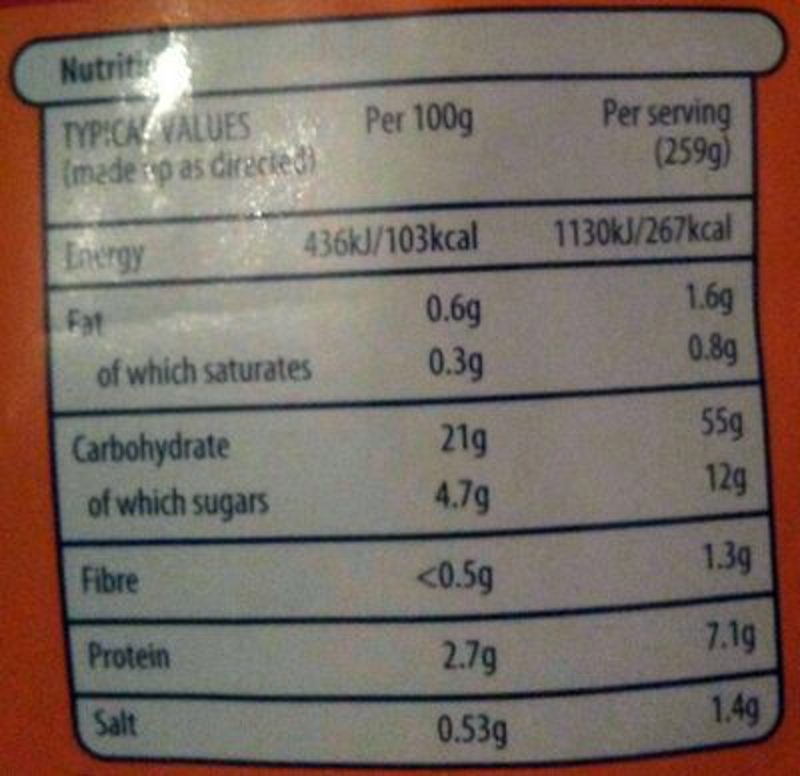 Nutriti
TYPICAL VALUES Per 100g Per serving
(made up as directed) (259g)
Energy 436kJ/103kcal 1130kJ/267kcal
Fat 0.6g 1.6g
of which saturates 0.3g 0.8g
Carbohydrate 21g 55g
of which sugars 4.7g 12g
Fibre <0.5g 1.3g
Protein 2.7g 7.1g
Salt 0.53g 1.4g